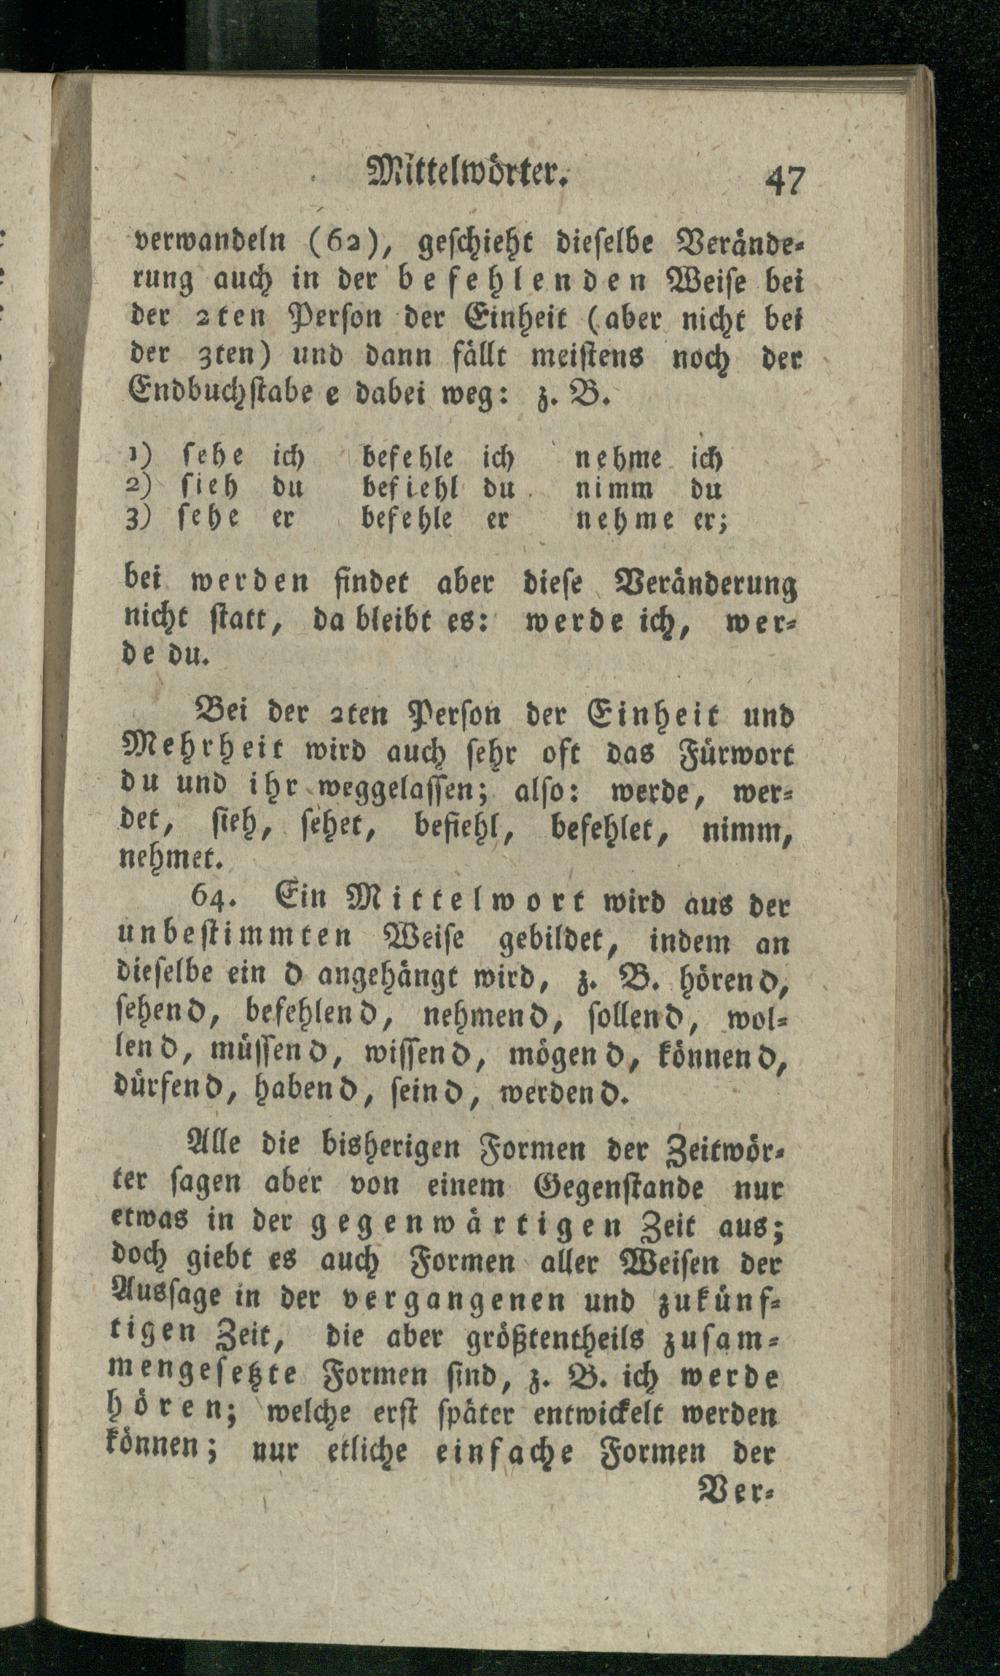 Mittelwörter. 47
verwandeln (62), geschieht dieselbe Verände-
rung auch in der befehlenden Weise bei
der 2ten Person der Einheit (aber nicht bei
der 3ten) und dann fällt meistens noch der
Endbuchstabe e dabei weg: z. B.
1) sehe ich befehle ich nehme ich
2) sieh du befiehl du nimm du
3) sehe er befehle er nehme er;
bei werden findet aber diese Veränderung
nicht statt, da bleibt es: werde ich, wer-
de du.
Bei der 2ten Person der Einheit und
Mehrheit wird auch sehr oft das Fürwort
du und ihr weggelassen; also: werde, wer-
det, sieh, sehet, befiehl, befehlet, nimm,
nehmet.
64. Ein Mittelwort wird aus der
unbestimmten Weise gebildet, indem an
dieselbe ein d angehängt wird, z. B. hörend,
sehend, befehlend, nehmend, sollend, wol-
lend, müssend, wissend, mögend, könnend,
dürfend, habend, seind, werdend.
Alle die bisherigen Formen der Zeitwör-
ter sagen aber von einem Gegenstande nur
etwas in der gegenwärtigen Zeit aus;
doch giebt es auch Formen aller Weisen der
Aussage in der vergangenen und zukünf-
tigen Zeit, die aber größtentheils zusam-
mengesetzte Formen sind, z. B. ich werde
hören; welche erst später entwickelt werden
können; nur etliche einfache Formen der
Ver-